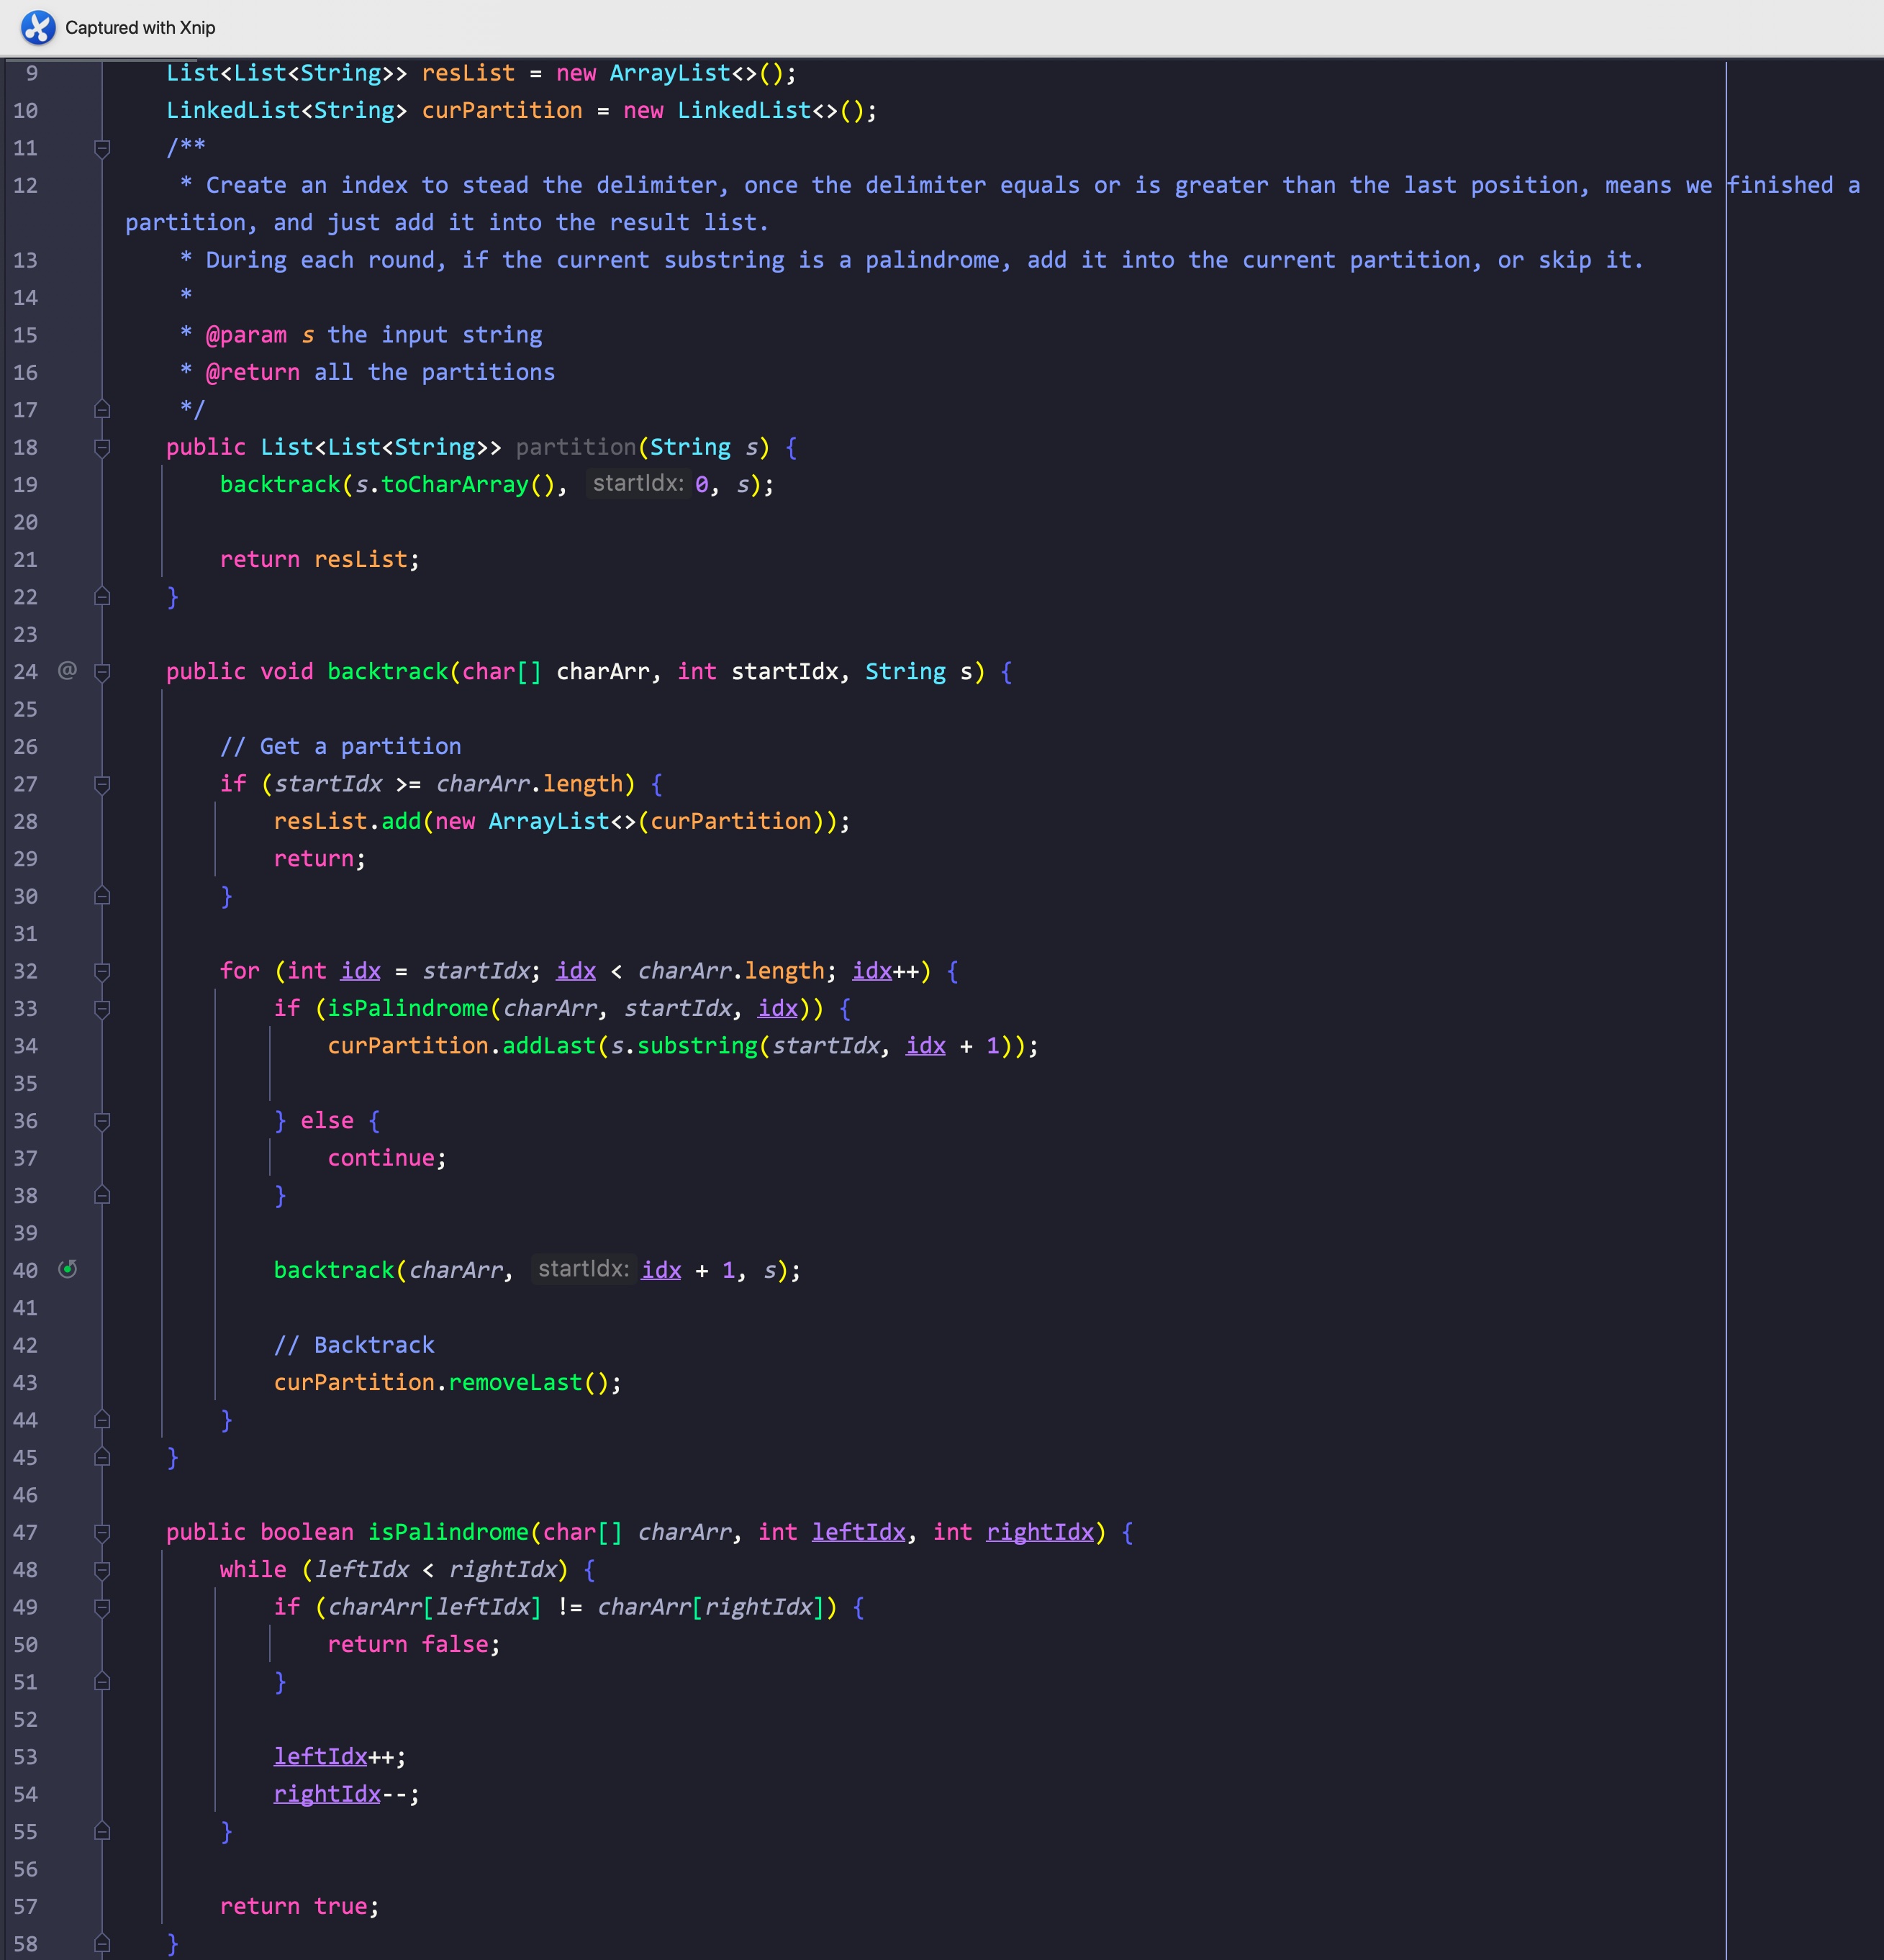 Captured with Xnip
9 List<List<String>> resList = new ArrayList<>();
10 LinkedList<String> curPartition = new LinkedList<>();
11 /**
12 * Create an index to stead the delimiter, once the delimiter equals or is greater than the last position, means we finished a
partition, and just add it into the result list.
13 * During each round, if the current substring is a palindrome, add it into the current partition, or skip it.
14 *
15 * @param s the input string
16 * @return all the partitions
17 */
18 public List<List<String>> partition(String s) {
19 backtrack(s.toCharArray(), startIdx: 0, s);
20
21 return resList;
22 }
23
24 @ public void backtrack(char[] charArr, int startIdx, String s) {
25
26 // Get a partition
27 if (startIdx >= charArr.length) {
28 resList.add(new ArrayList<>(curPartition));
29 return;
30 }
31
32 for (int idx = startIdx; idx < charArr.length; idx++) {
33 if (isPalindrome(charArr, startIdx, idx)) {
34 curPartition.addLast(s.substring(startIdx, idx + 1));
35
36 } else {
37 continue;
38 }
39
40 backtrack(charArr, startIdx: idx + 1, s);
41
42 // Backtrack
43 curPartition.removeLast();
44 }
45 }
46
47 public boolean isPalindrome(char[] charArr, int leftIdx, int rightIdx) {
48 while (leftIdx < rightIdx) {
49 if (charArr[leftIdx] != charArr[rightIdx]) {
50 return false;
51 }
52
53 leftIdx++;
54 rightIdx--;
55 }
56
57 return true;
58 }